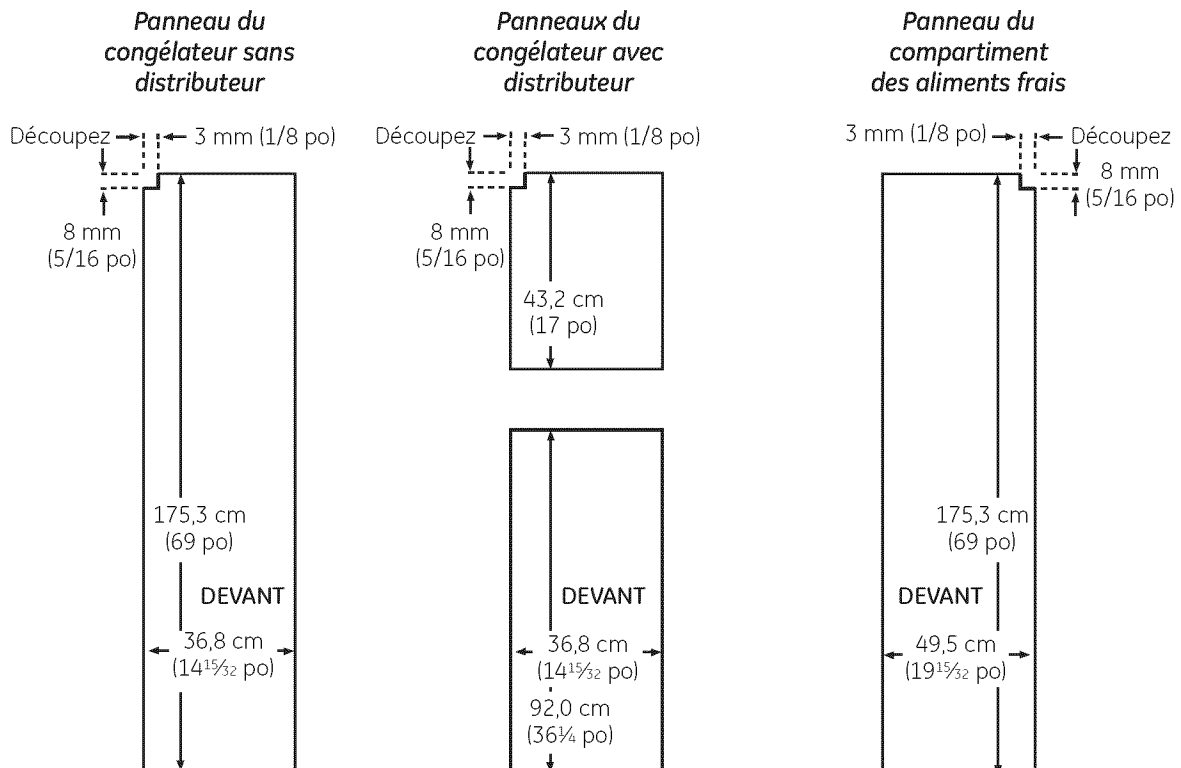 Panneau du
congélateur sans
distributeur
Découpez
3 mm (1/8 po)
8 mm
(5/16 po)
175,3 cm
(69 po)
DEVANT
36,8 cm
(14 15/32 po)
Panneaux du
congélateur avec
distributeur
Découpez
3 mm (1/8 po)
8 mm
(5/16 po)
43,2 cm
(17 po)
DEVANT
36,8 cm
(14 15/32 po)
92,0 cm
(36 1/4 po)
Panneau du
compartiment
des aliments frais
3 mm (1/8 po)
Découpez
8 mm
(5/16 po)
175,3 cm
(69 po)
DEVANT
49,5 cm
(19 15/32 po)